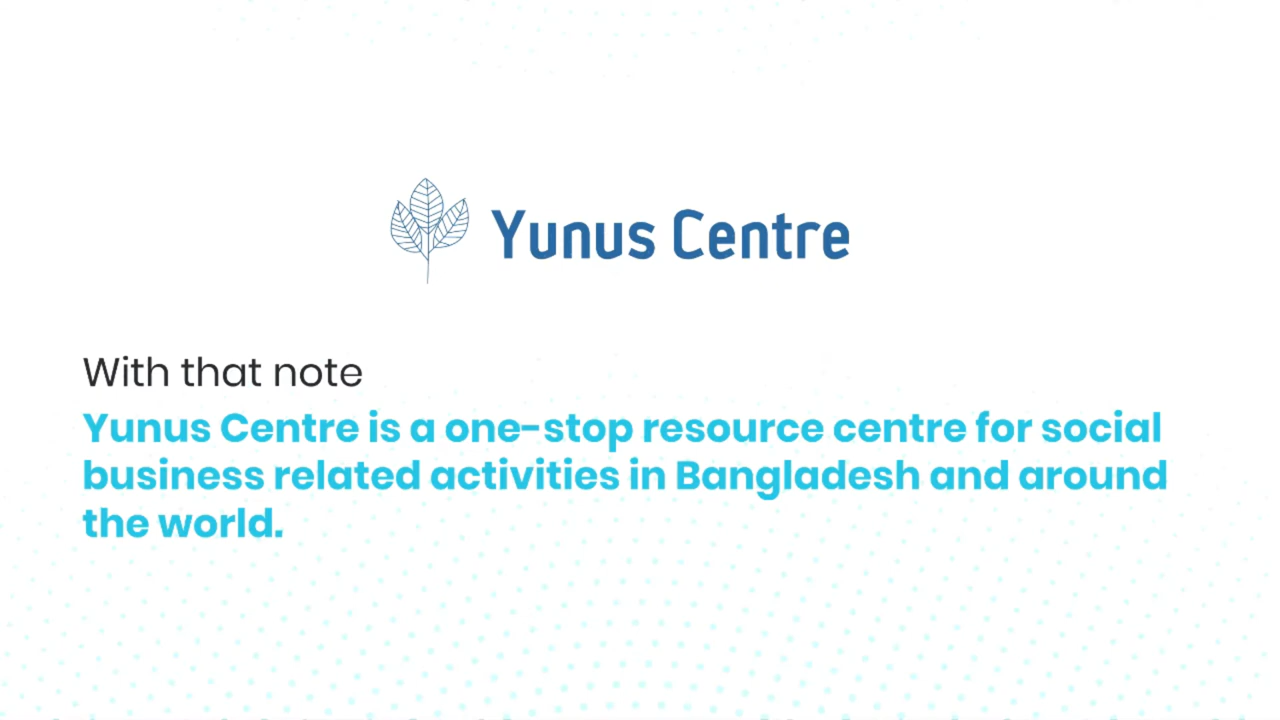 Yunus Centre
With that note
Yunus Centre is a one-stop resource centre for social
business related activities in Bangladesh and around
the world.